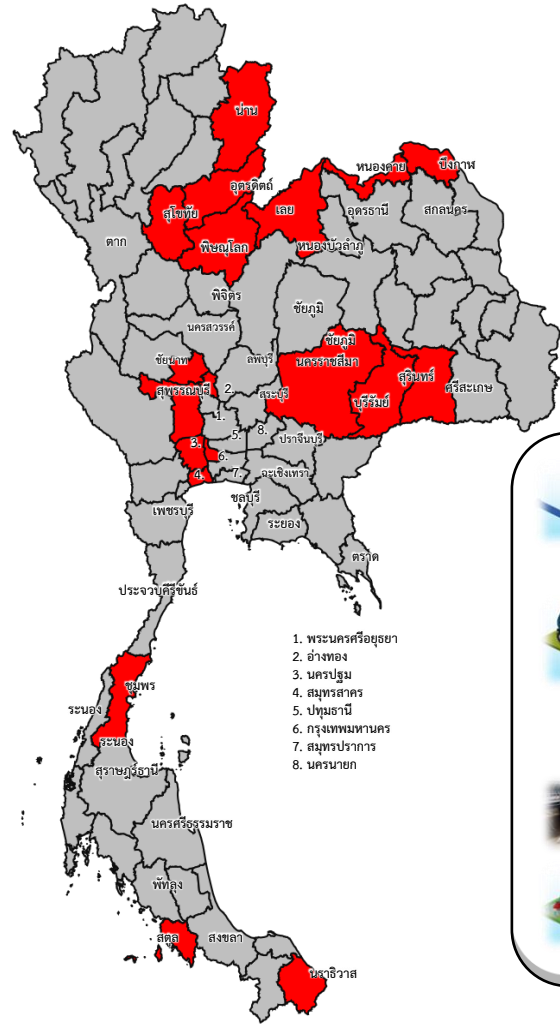 น่าน
หนองคาย
บึงกาฬ
อุตรดิตถ์
สุโขทัย
เลย
อุดรธานี
สกลนคร
ตาก
พิษณุโลก
หนองบัวลำภู
พิจิตร
ชัยภูมิ
นครสวรรค์
ชัยนาท
ลพบุรี
ชัยภูมิ
นครราชสีมา
สุรินทร์
สุพรรณบุรี
2.
สระบุรี
บุรีรัมย์
ศรีสะเกษ
1.
5.
8.
ปราจีนบุรี
3.
6.
4.
7.
ฉะเชิงเทรา
ชลบุรี
เพชรบุรี
ระยอง
ตราด
ประจวบคีรีขันธ์
1. พระนครศรีอยุธยา
2. อ่างทอง
3. นครปฐม
4. สมุทรสาคร
5. ปทุมธานี
6. กรุงเทพมหานคร
7. สมุทรปราการ
8. นครนายก
ชุมพร
ระนอง
ระนอง
สุราษฎร์ธานี
นครศรีธรรมราช
พัทลุง
สตูล
สงขลา
นราธิวาส